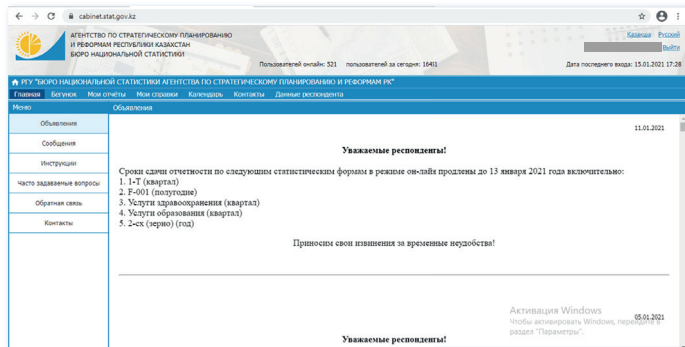 cabinet.stat.gov.kz
АГЕНТСТВО ПО СТРАТЕГИЧЕСКОМУ ПЛАНИРОВАНИЮ
И РЕФОРМАМ РЕСПУБЛИКИ КАЗАХСТАН
БЮРО НАЦИОНАЛЬНОЙ СТАТИСТИКИ
Казакша Русский
Выйти
Пользователей онлайн: 521 пользователей за сегодня: 16411
Дата последнего входа: 15.01.2021 17:28
РГУ "БЮРО НАЦИОНАЛЬНОЙ СТАТИСТИКИ АГЕНТСТВА ПО СТРАТЕГИЧЕСКОМУ ПЛАНИРОВАНИЮ И РЕФОРМАМ РК"
Главная Бегунок Мои отчёты Мои справки Календарь Контакты Данные респондента
Меню
Объявления
Объявления
Сообщения
Инструкции
Часто задаваемые вопросы
Обратная связь
Контакты
11.01.2021
Уважаемые респонденты!
Сроки сдачи отчетности по следующим статистическим формам в режиме он-лайн продлены до 13 января 2021 года включительно:
1. 1-Т (квартал)
2. F-001 (полугодие)
3. Услуги здравоохранения (квартал)
4. Услуги образования (квартал)
5. 2-сх (зерно) (год)
Приносим свои извинения за временные неудобства!
05.01.2021
Уважаемые респонденты!
Активация Windows
Чтобы активировать Windows, перейдите в
раздел "Параметры".